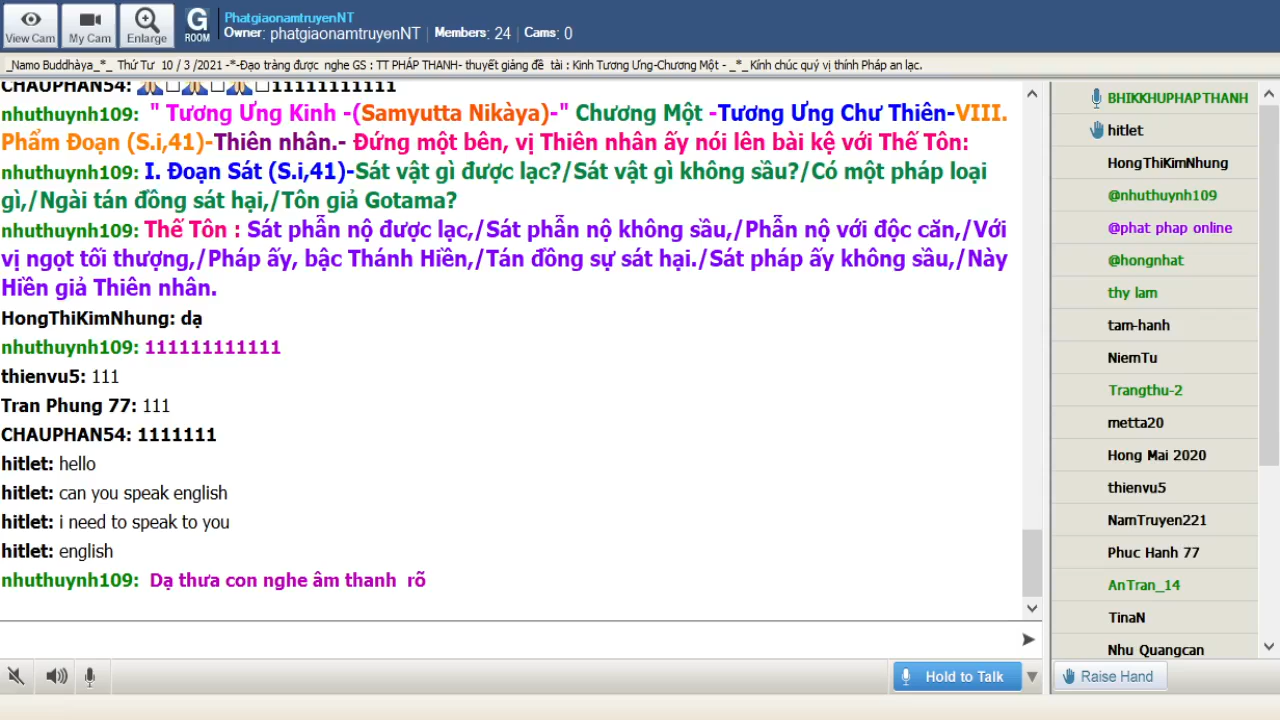 View Cam
My Cam
Enlarge
G
ROOM
PhatgiaonamtruyenNT
Owner: phatgiaonamtruyenNT | Members: 24 | Cams: 0
_Namo Buddhàya_*_ Thứ Tư 10 / 3 /2021 -*-Đạo tràng được nghe GS : TT PHÁP THANH- thuyết giảng đề tài : Kinh Tương Ưng-Chương Một - _*_Kính chúc quý vị thính Pháp an lạc.
CHAUPHAN54: 🙏🏻□🙏🏻□🙏🏻□11111111111
nhuthuynh109: " Tương Ưng Kinh -(Samyutta Nikàya)-" Chương Một -Tương Ưng Chư Thiên-VIII.
Phẩm Đoạn (S.i,41)-Thiên nhân.- Đứng một bên, vị Thiên nhân ấy nói lên bài kệ với Thế Tôn:
nhuthuynh109: I. Đoạn Sát (S.i,41)-Sát vật gì được lạc?/Sát vật gì không sầu?/Có một pháp loại
gì,/Ngài tán đồng sát hại,/Tôn giả Gotama?
nhuthuynh109: Thế Tôn : Sát phẫn nộ được lạc,/Sát phẫn nộ không sầu,/Phẫn nộ với độc căn,/Với
vị ngọt tối thượng,/Pháp ấy, bậc Thánh Hiền,/Tán đồng sự sát hại./Sát pháp ấy không sầu,/Này
Hiền giả Thiên nhân.
HongThiKimNhung: dạ
nhuthuynh109: 111111111111
thienvu5: 111
Tran Phung 77: 111
CHAUPHAN54: 1111111
hitlet: hello
hitlet: can you speak english
hitlet: i need to speak to you
hitlet: english
nhuthuynh109: Dạ thưa con nghe âm thanh rõ
Hold to Talk
BHIKKHUPHAPTHANH
hitlet
HongThiKimNhung
@nhuthuynh109
@phat phap online
@hongnhat
thy lam
tam-hanh
NiemTu
Trangthu-2
metta20
Hong Mai 2020
thienvu5
NamTruyen221
Phuc Hanh 77
AnTran_14
TinaN
Nhu Quangcan
Raise Hand